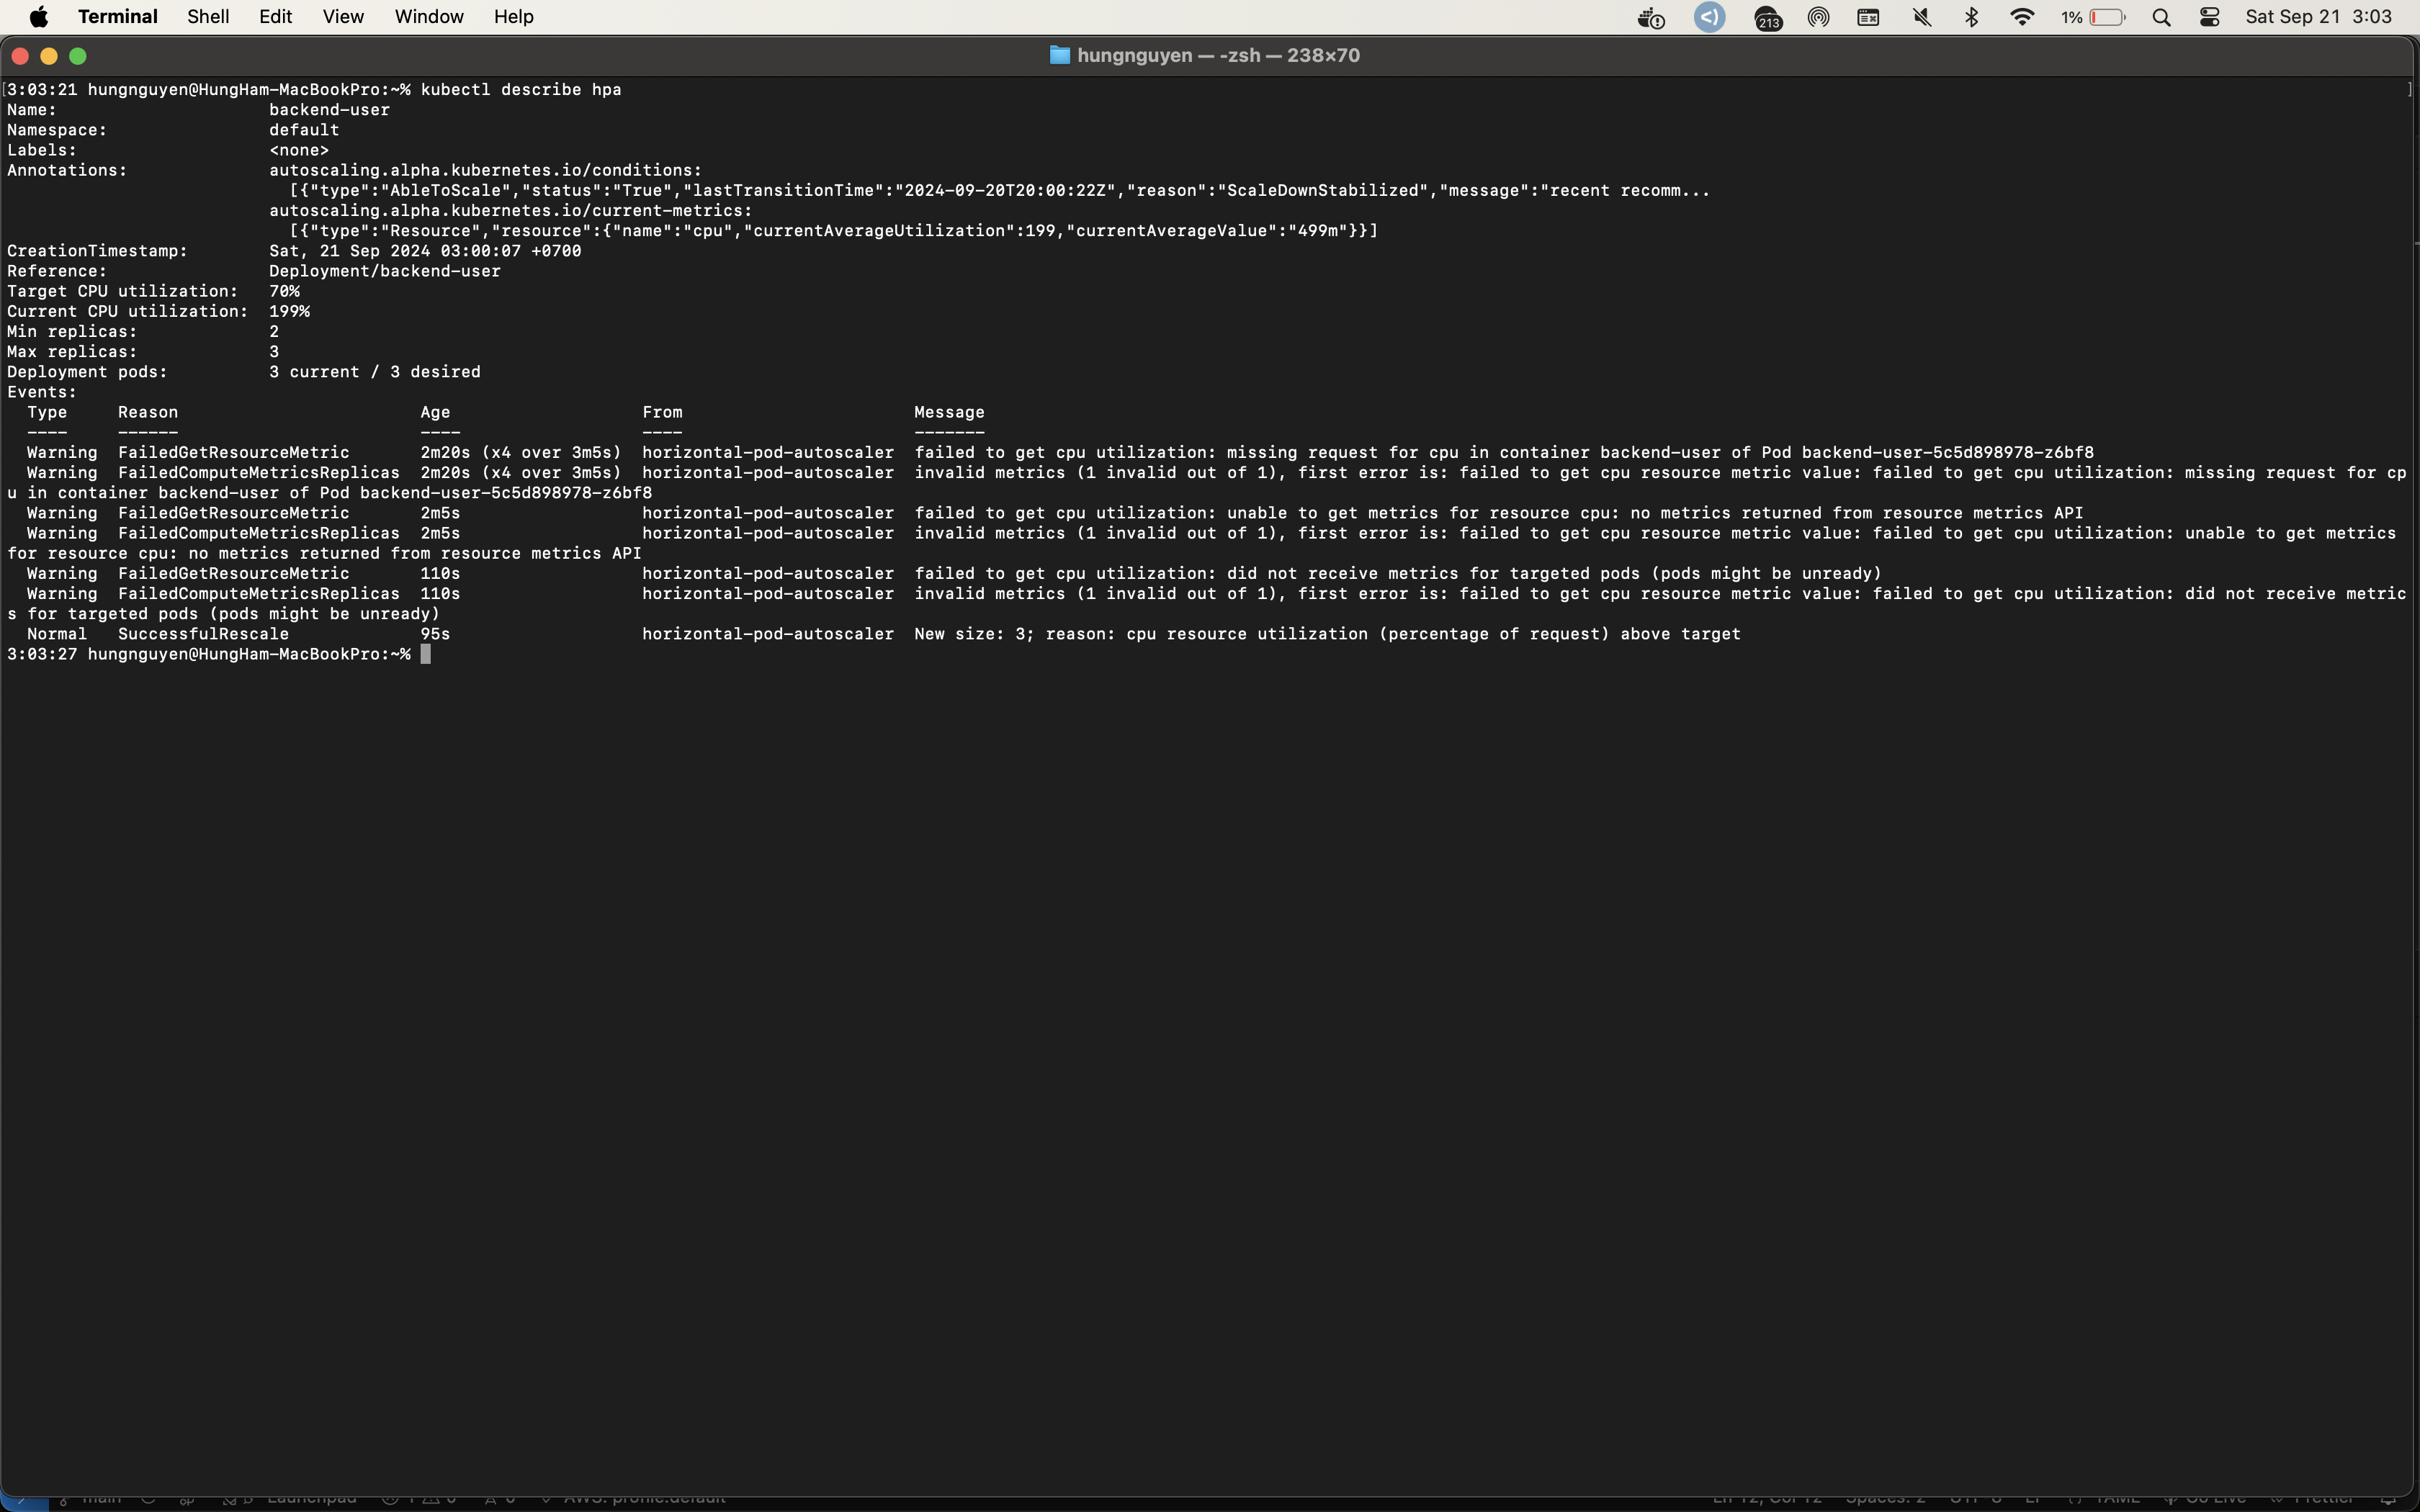 Terminal Shell Edit View Window Help 213 1% Sat Sep 21 3:03
hungnguyen — -zsh — 238×70
[3:03:21 hungnguyen@HungHam-MacBookPro:~% kubectl describe hpa ]
Name: backend-user
Namespace: default
Labels: <none>
Annotations: autoscaling.alpha.kubernetes.io/conditions:
[{"type":"AbleToScale","status":"True","lastTransitionTime":"2024-09-20T20:00:22Z","reason":"ScaleDownStabilized","message":"recent recomm...
autoscaling.alpha.kubernetes.io/current-metrics:
[{"type":"Resource","resource":{"name":"cpu","currentAverageUtilization":199,"currentAverageValue":"499m"}}]
CreationTimestamp: Sat, 21 Sep 2024 03:00:07 +0700
Reference: Deployment/backend-user
Target CPU utilization: 70%
Current CPU utilization: 199%
Min replicas: 2
Max replicas: 3
Deployment pods: 3 current / 3 desired
Events:
Type Reason Age From Message
---- ------ ---- ---- -------
Warning FailedGetResourceMetric 2m20s (x4 over 3m5s) horizontal-pod-autoscaler failed to get cpu utilization: missing request for cpu in container backend-user of Pod backend-user-5c5d898978-z6bf8
Warning FailedComputeMetricsReplicas 2m20s (x4 over 3m5s) horizontal-pod-autoscaler invalid metrics (1 invalid out of 1), first error is: failed to get cpu resource metric value: failed to get cpu utilization: missing request for cp
u in container backend-user of Pod backend-user-5c5d898978-z6bf8
Warning FailedGetResourceMetric 2m5s horizontal-pod-autoscaler failed to get cpu utilization: unable to get metrics for resource cpu: no metrics returned from resource metrics API
Warning FailedComputeMetricsReplicas 2m5s horizontal-pod-autoscaler invalid metrics (1 invalid out of 1), first error is: failed to get cpu resource metric value: failed to get cpu utilization: unable to get metrics
for resource cpu: no metrics returned from resource metrics API
Warning FailedGetResourceMetric 110s horizontal-pod-autoscaler failed to get cpu utilization: did not receive metrics for targeted pods (pods might be unready)
Warning FailedComputeMetricsReplicas 110s horizontal-pod-autoscaler invalid metrics (1 invalid out of 1), first error is: failed to get cpu resource metric value: failed to get cpu utilization: did not receive metric
s for targeted pods (pods might be unready)
Normal SuccessfulRescale 95s horizontal-pod-autoscaler New size: 3; reason: cpu resource utilization (percentage of request) above target
3:03:27 hungnguyen@HungHam-MacBookPro:~%